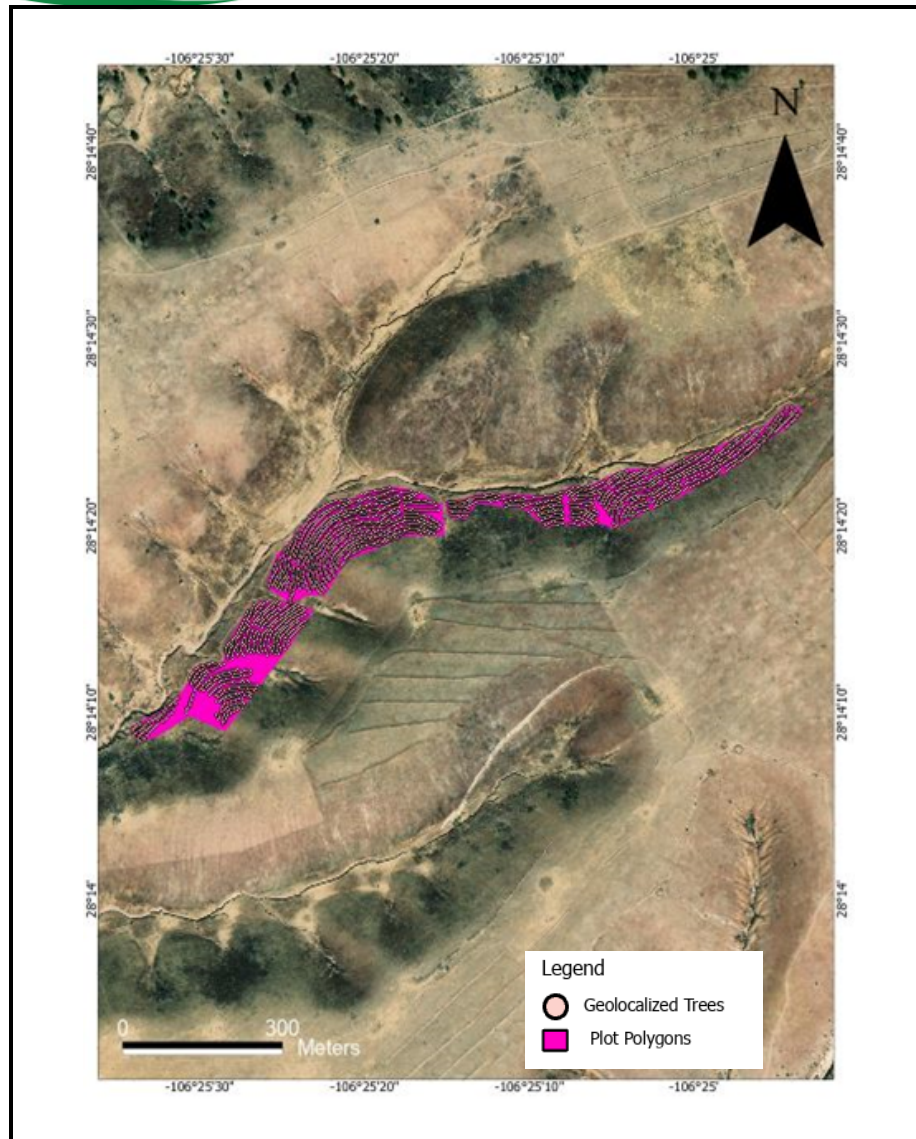 -106°25'30" -106°25'20" -106°25'10" -106°25'
N
28°14'40" 28°14'40"
28°14'30" 28°14'30"
28°14'20" 28°14'20"
28°14'10" 28°14'10"
28°14' 28°14'
Legend
Geolocalized Trees
Plot Polygons
0 300
Meters
-106°25'30" -106°25'20" -106°25'10" -106°25'